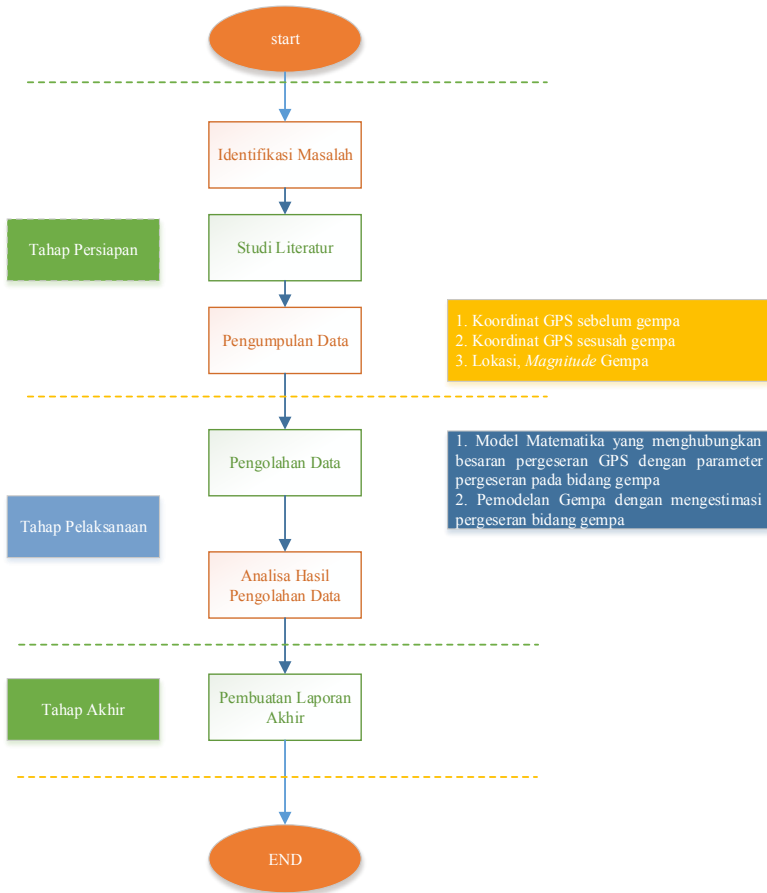 start
Identifikasi Masalah
Tahap Persiapan
Studi Literatur
Pengumpulan Data
1. Koordinat GPS sebelum gempa
2. Koordinat GPS sesusah gempa
3. Lokasi, Magnitude Gempa
Pengolahan Data
1. Model Matematika yang menghubungkan
besaran pergeseran GPS dengan parameter
pergeseran pada bidang gempa
2. Pemodelan Gempa dengan mengestimasi
pergeseran bidang gempa
Tahap Pelaksanaan
Analisa Hasil
Pengolahan Data
Tahap Akhir
Pembuatan Laporan
Akhir
END